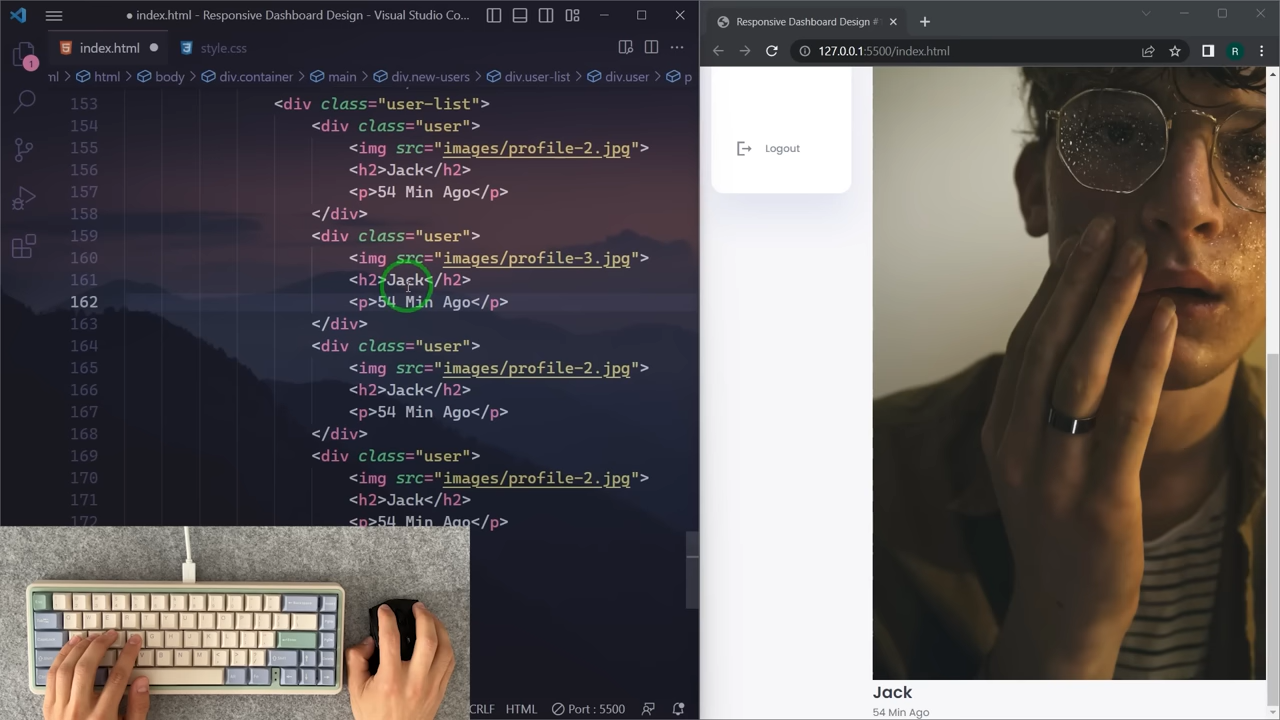 index.html - Responsive Dashboard Design - Visual Studio Co...
index.html
style.css
ml > html > body > div.container > main > div.new-users > div.user-list > div.user > p
153 <div class="user-list">
154 <div class="user">
155 <img src="images/profile-2.jpg">
156 <h2>Jack</h2>
157 <p>54 Min Ago</p>
158 </div>
159 <div class="user">
160 <img src="images/profile-3.jpg">
161 <h2>Jack</h2>
162 <p>54 Min Ago</p>
163 </div>
164 <div class="user">
165 <img src="images/profile-2.jpg">
166 <h2>Jack</h2>
167 <p>54 Min Ago</p>
168 </div>
169 <div class="user">
170 <img src="images/profile-2.jpg">
171 <h2>Jack</h2>
172 <p>54 Min Ago</p>
1
CRLF HTML Port : 5500
Responsive Dashboard Design #
127.0.0.1:5500/index.html
R
Logout
Jack
54 Min Ago